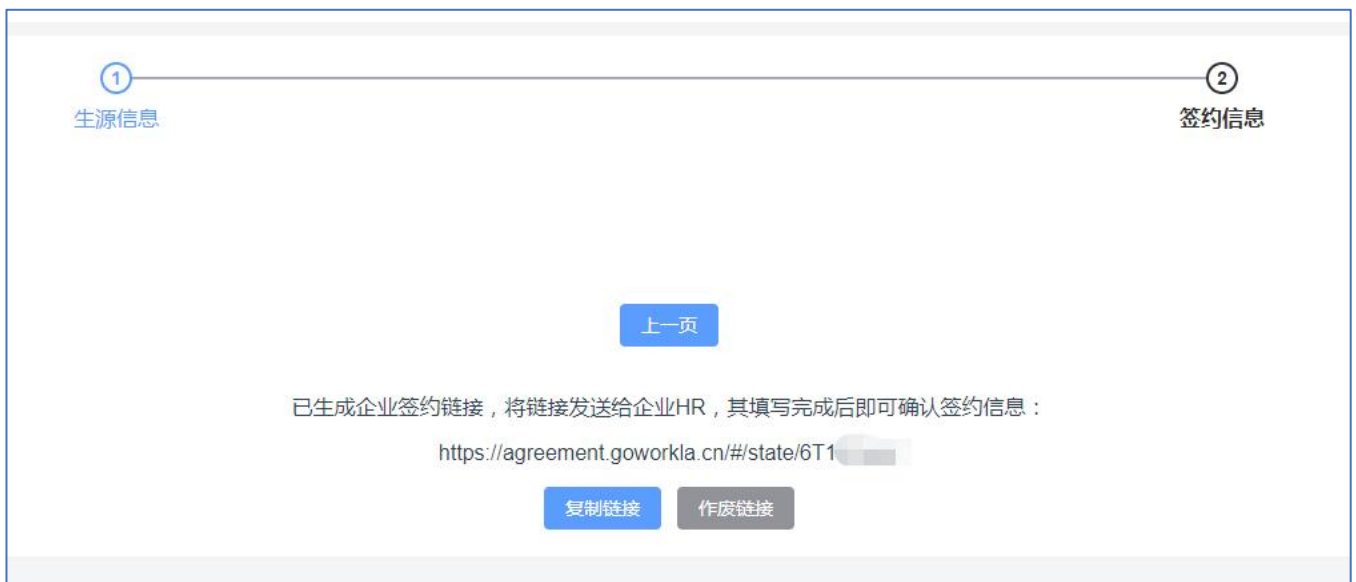 1
2
生源信息
签约信息
上一页
已生成企业签约链接，将链接发送给企业HR，其填写完成后即可确认签约信息：
https://agreement.goworkla.cn/#/state/6T1
复制链接
作废链接